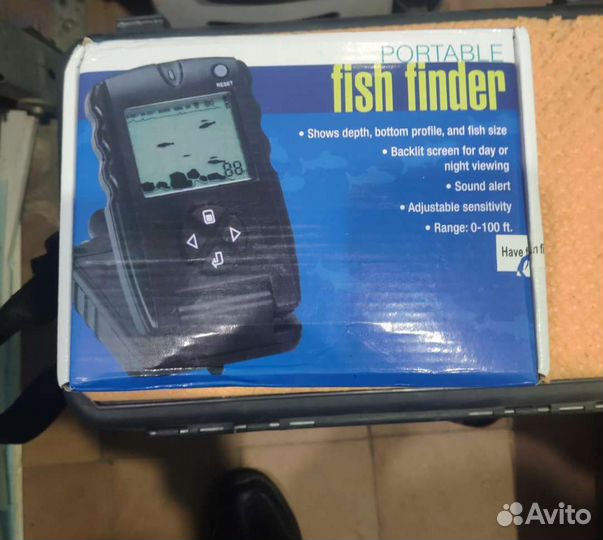 PORTABLE
fish finder
RESET
• Shows depth, bottom profile, and fish size
• Backlit screen for day or
night viewing
• Sound alert
• Adjustable sensitivity
• Range: 0-100 ft.
88
Have
Avito